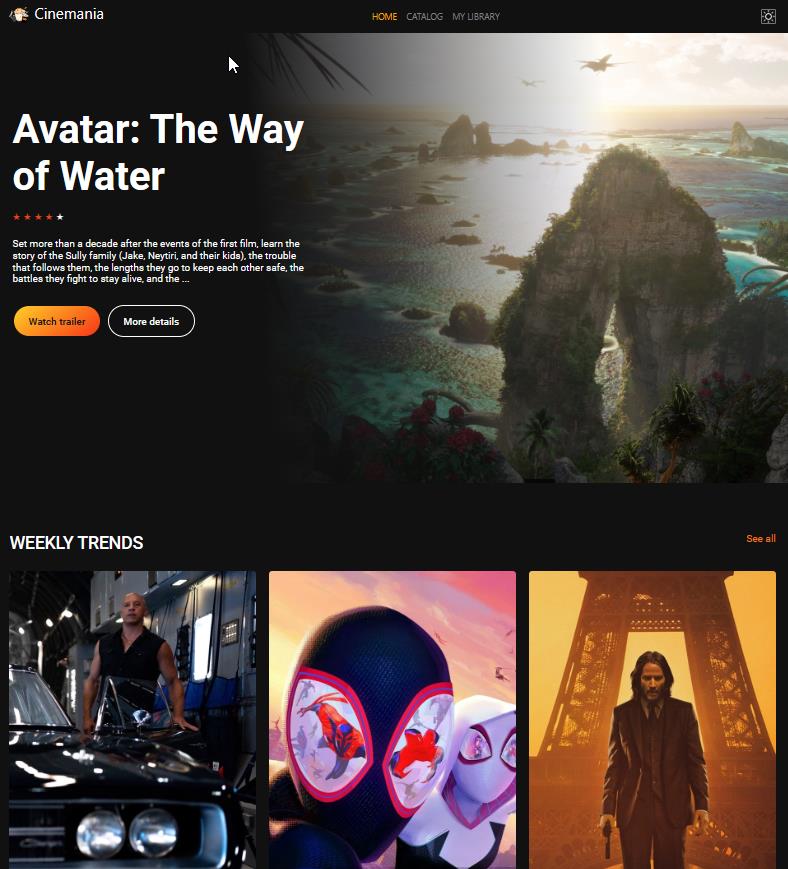 Cinemania
HOME CATALOG MY LIBRARY
Avatar: The Way
of Water
Set more than a decade after the events of the first film, learn the
story of the Sully family (Jake, Neytiri, and their kids), the trouble
that follows them, the lengths they go to keep each other safe, the
battles they fight to stay alive, and the ...
Watch trailer More details
WEEKLY TRENDS
See all